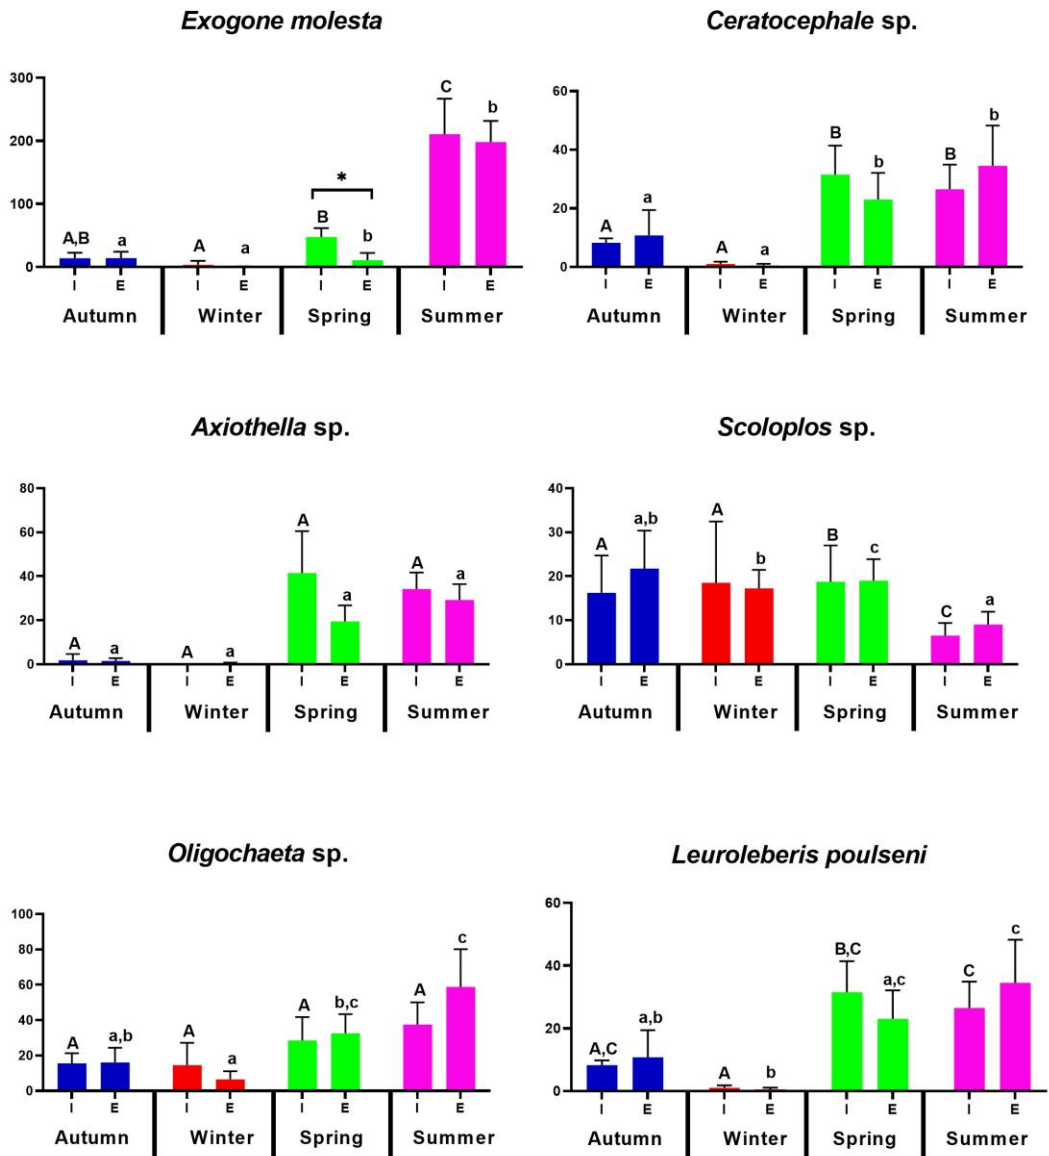 Exogone molesta
300
200
100
0
A,B
a
A
a
*
B
b
C
b
I E I E I E I E
Autumn Winter Spring Summer
Ceratocephale sp.
60
40
20
0
A
a
A
a
B
b
B
b
I E I E I E I E
Autumn Winter Spring Summer
Axiothella sp.
80
60
40
20
0
A
a
A
a
A
a
A
a
I E I E I E I E
Autumn Winter Spring Summer
Scoloplos sp.
40
30
20
10
0
A
a,b
A
b
B
c
C
a
I E I E I E I E
Autumn Winter Spring Summer
Oligochaeta sp.
100
80
60
40
20
0
A
a,b
A
a
A
b,c
A
c
I E I E I E I E
Autumn Winter Spring Summer
Leuroleberis poulseni
60
40
20
0
A,C
a,b
A
b
B,C
a,c
C
c
I E I E I E I E
Autumn Winter Spring Summer